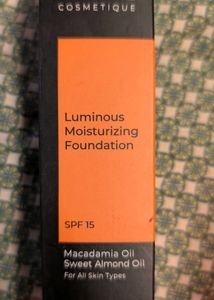 COSMETIQUE
Luminous
Moisturizing
Foundation
SPF 15
Macadamia Oil
Sweet Almond Oil
For All Skin Types